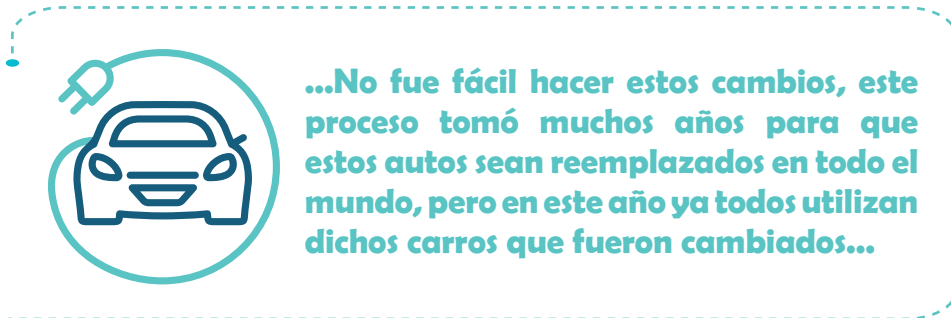 ...No fue fácil hacer estos cambios, este
proceso tomó muchos años para que
estos autos sean reemplazados en todo el
mundo, pero en este año ya todos utilizan
dichos carros que fueron cambiados...